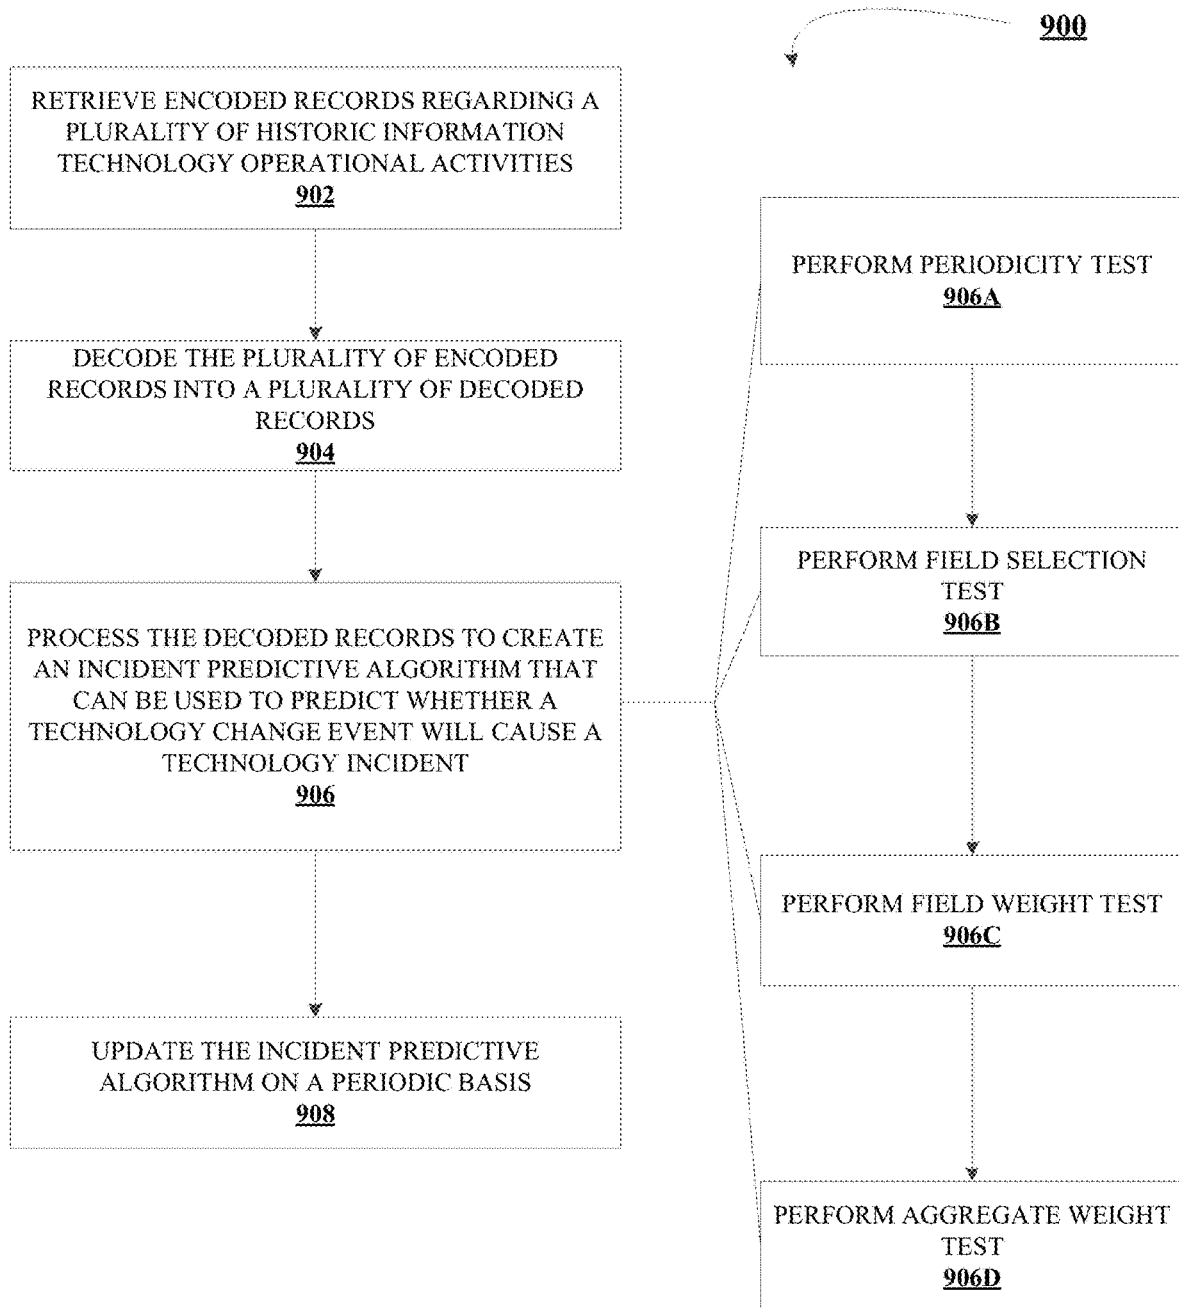 900
RETRIEVE ENCODED RECORDS REGARDING A
PLURALITY OF HISTORIC INFORMATION
TECHNOLOGY OPERATIONAL ACTIVITIES
902
DECODE THE PLURALITY OF ENCODED
RECORDS INTO A PLURALITY OF DECODED
RECORDS
904
PROCESS THE DECODED RECORDS TO CREATE
AN INCIDENT PREDICTIVE ALGORITHM THAT
CAN BE USED TO PREDICT WHETHER A
TECHNOLOGY CHANGE EVENT WILL CAUSE A
TECHNOLOGY INCIDENT
906
UPDATE THE INCIDENT PREDICTIVE
ALGORITHM ON A PERIODIC BASIS
908
PERFORM PERIODICITY TEST
906A
PERFORM FIELD SELECTION
TEST
906B
PERFORM FIELD WEIGHT TEST
906C
PERFORM AGGREGATE WEIGHT
TEST
906D